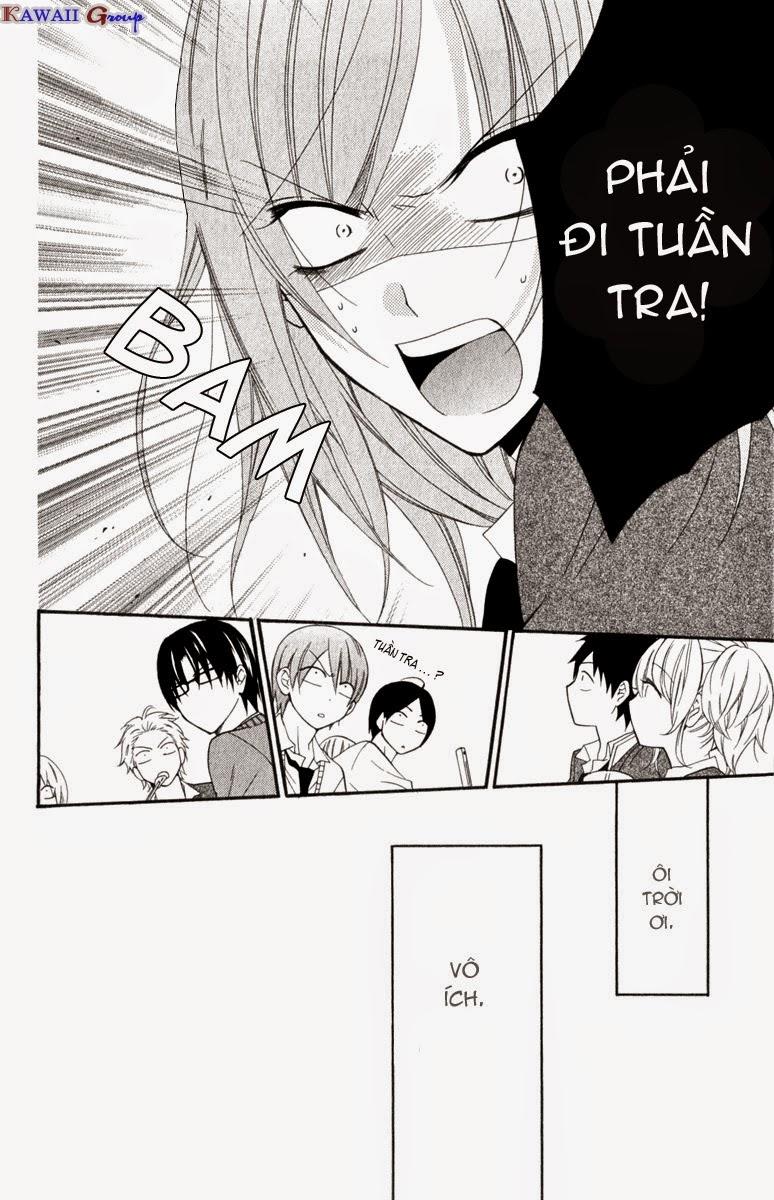 KAWAII Group
PHẢI
ĐI TUẦN
TRA!
BAM
TUẦN TRA...?
ÔI
TRỜI
ƠI.
VÔ
ÍCH.